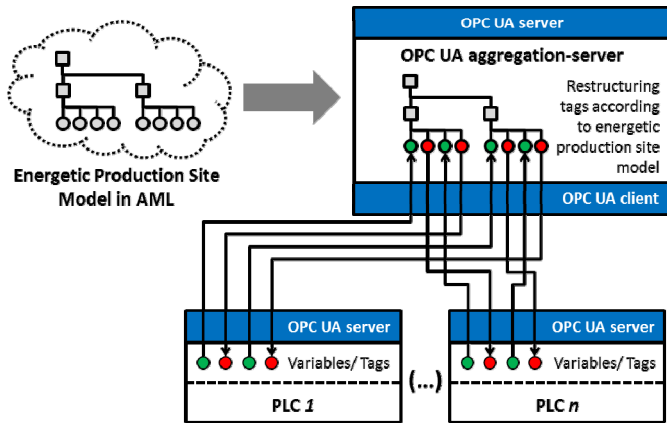 OPC UA server
OPC UA aggregation-server
Restructuring
tags according
to energetic
production site
model
Energetic Production Site
Model in AML
OPC UA client
OPC UA server
Variables/ Tags
PLC 1
(...)
OPC UA server
Variables/ Tags
PLC n